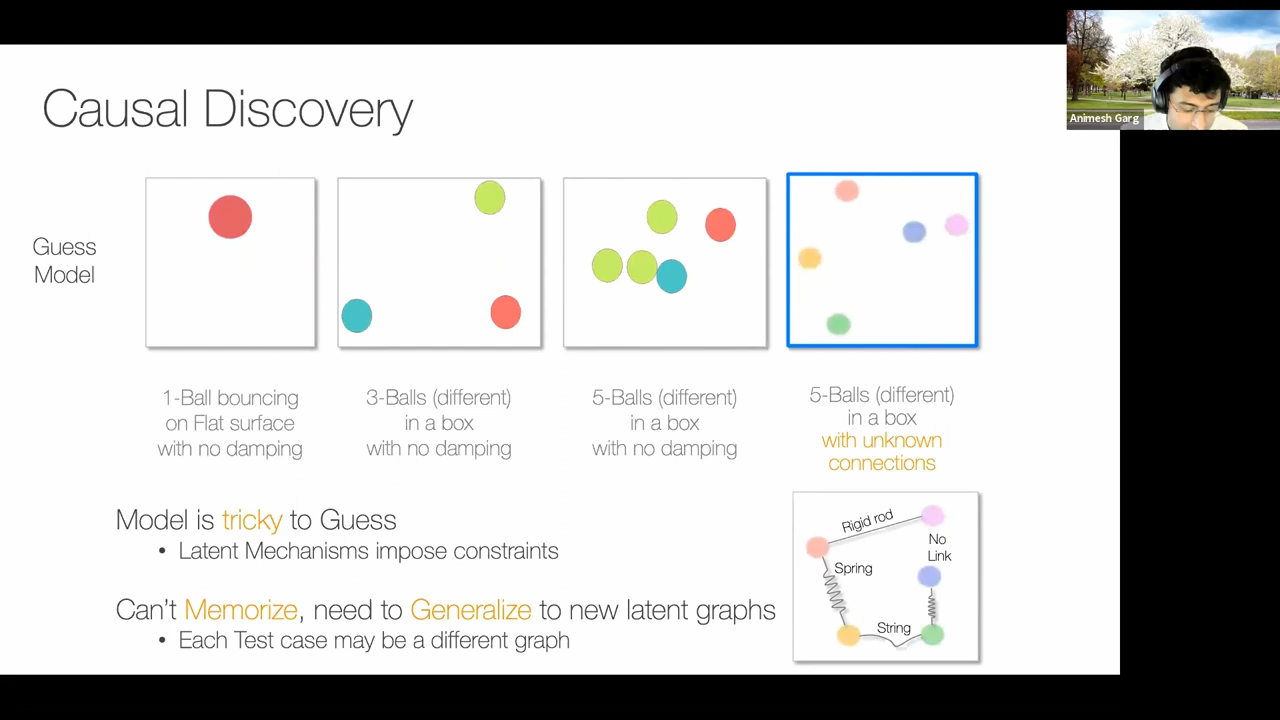 Animesh Garg
Causal Discovery
Guess
Model
1-Ball bouncing
on Flat surface
with no damping
3-Balls (different)
in a box
with no damping
5-Balls (different)
in a box
with no damping
5-Balls (different)
in a box
with unknown
connections
Model is tricky to Guess
• Latent Mechanisms impose constraints
Can't Memorize, need to Generalize to new latent graphs
• Each Test case may be a different graph
Rigid rod
No
Link
Spring
String